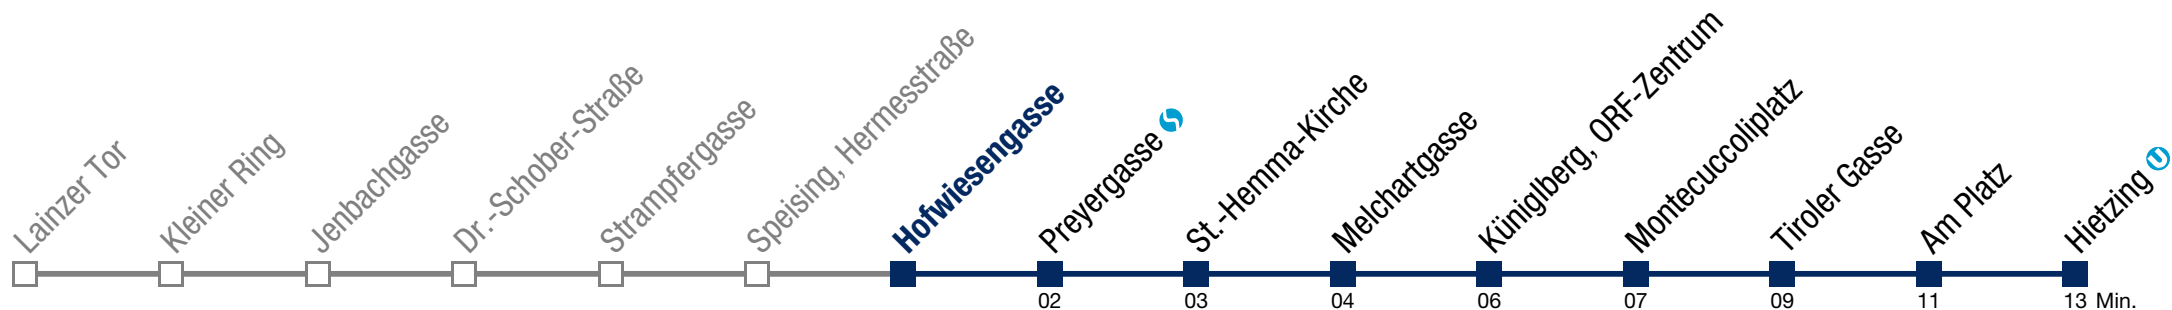 Lainzer Tor
Kleiner Ring
Jenbachgasse
Dr.-Schober-Straße
Strampfergasse
Speising, Hermesstraße
Hofwiesengasse
Preyergasse
St.-Hemma-Kirche
Melchartgasse
Küniglberg, ORF-Zentrum
Montecuccoliplatz
Tiroler Gasse
Am Platz
Hietzing U
02 03 04 06 07 09 11 13 Min.